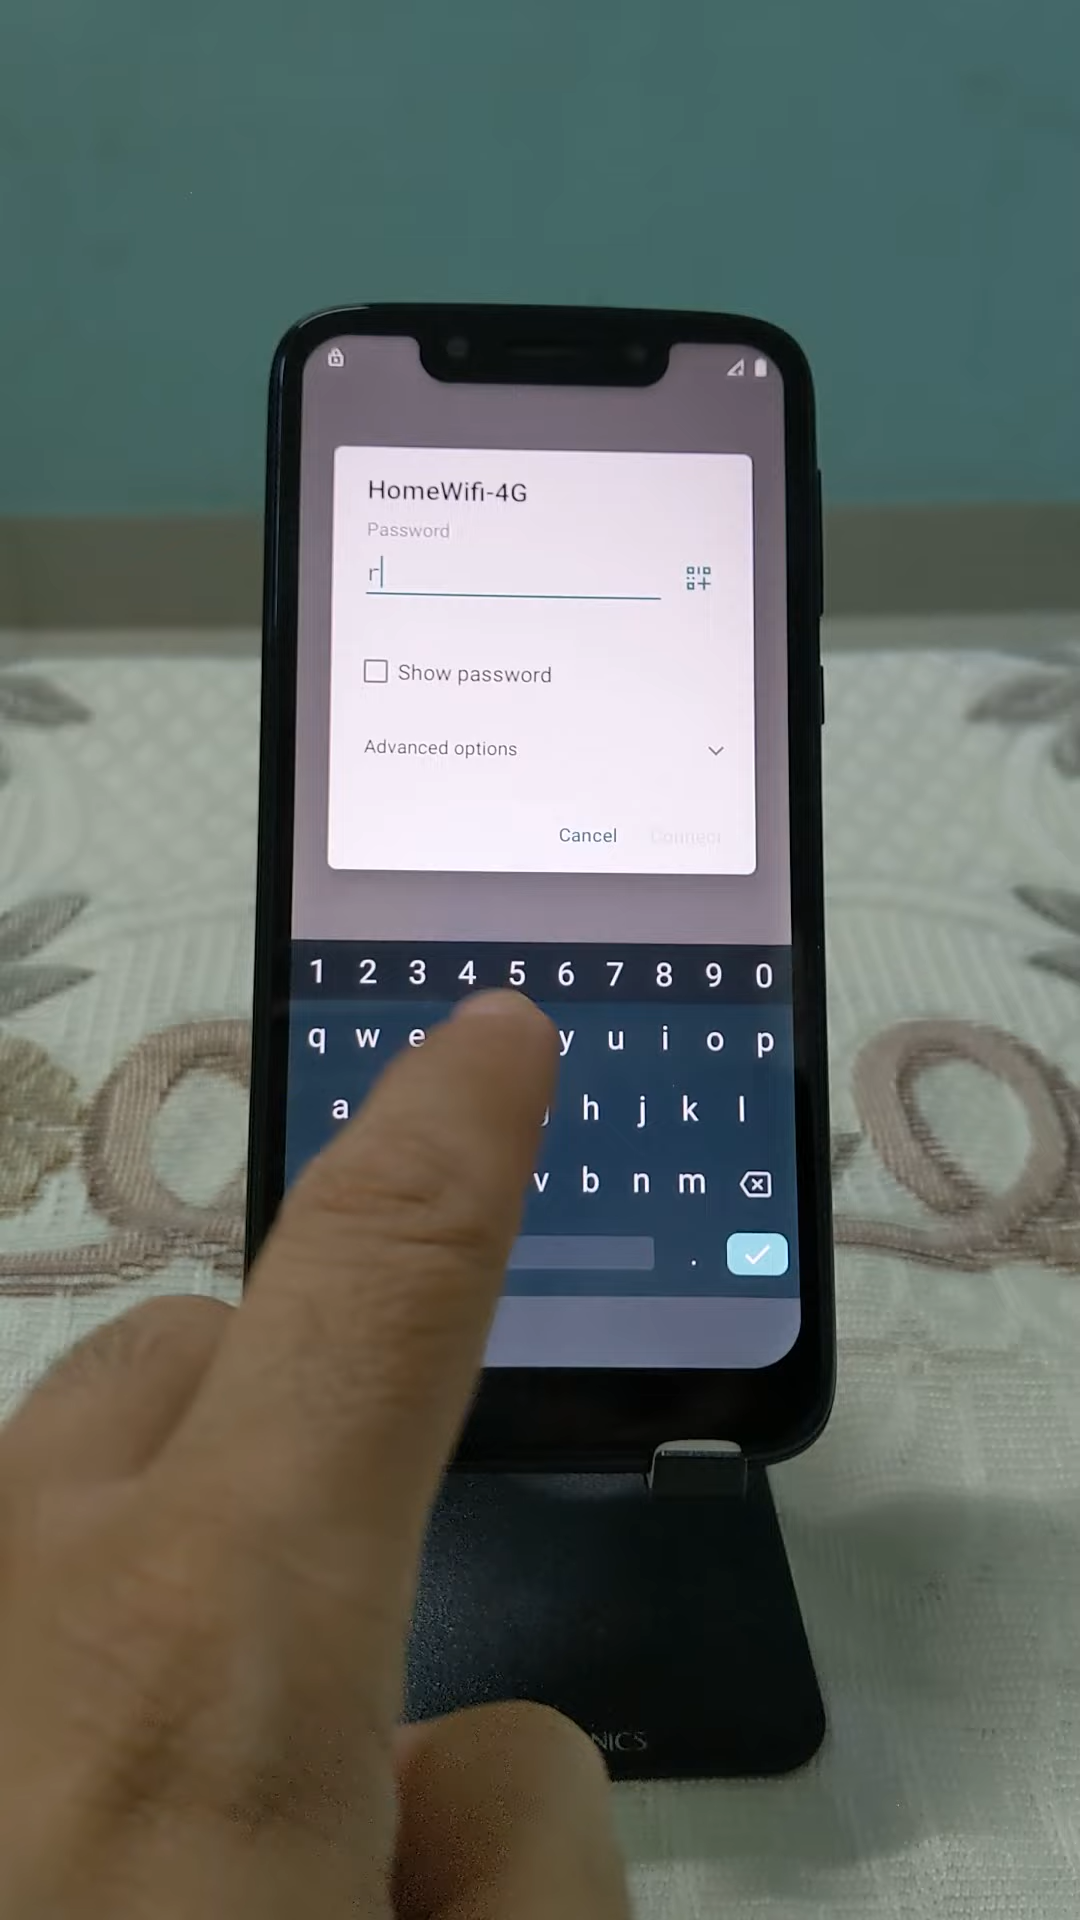 HomeWifi-4G
Password
r
Show password
Advanced options
Cancel Connect
1 2 3 4 5 6 7 8 9 0
q w e y u i o p
a h j k l
v b n m
.
NICS